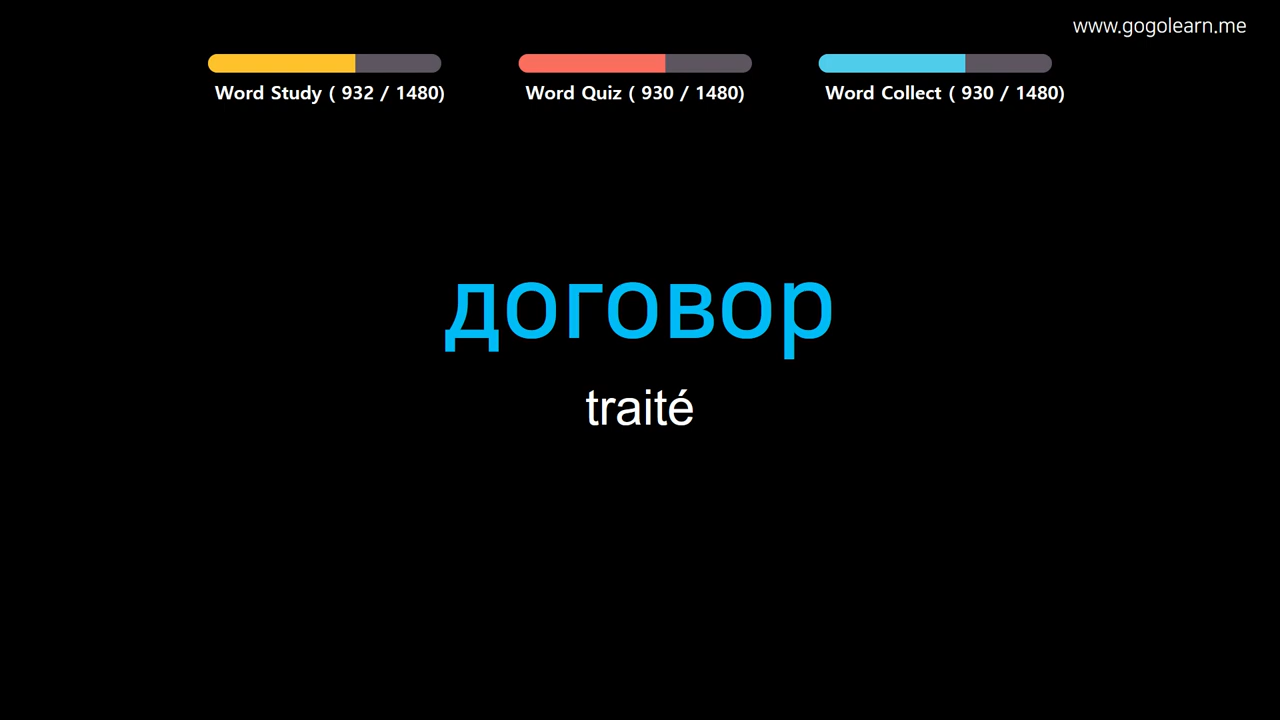 www.gogolearn.me
Word Study ( 932 / 1480)
Word Quiz ( 930 / 1480)
Word Collect ( 930 / 1480)
договор
traité